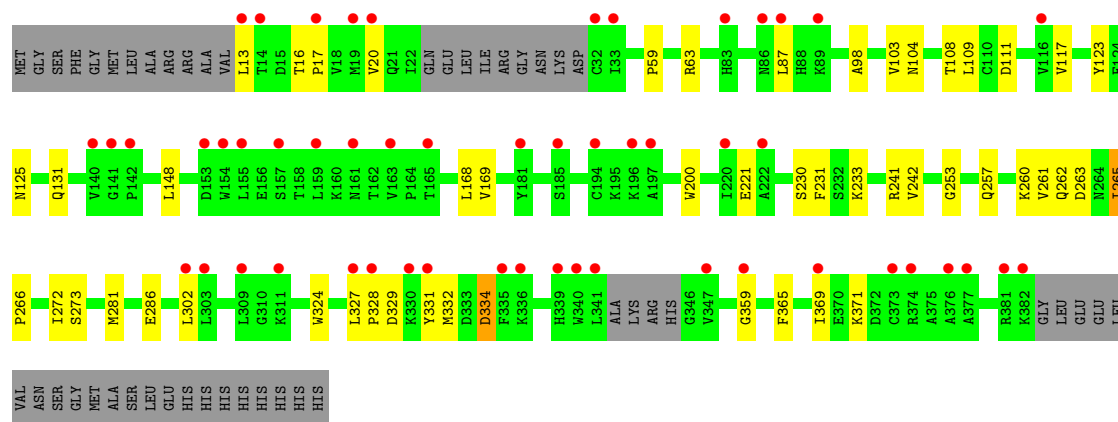 MET GLY SER PHE GLY MET LEU ALA ARG ARG ALA VAL L13 T14 D15 T16 P17 V18 M19 V20 Q21 I22 GLN GLU LEU ILE ARG GLY ASN LYS ASP C32 I33 P59 R63 H83 N86 L87 H88 K89 A98 V103 N104 T108 L109 C110 D111 V116 V117 Y123 E124
N125 Q131 V140 G141 P142 L148 D153 W154 L155 E156 S157 T158 L159 K160 N161 T162 V163 P164 T165 L168 V169 Y181 S185 C194 K195 K196 A197 W200 I220 E221 A222 S230 F231 S232 K233 R241 V242 G253 Q257 K260 V261 Q262 D263 N264 I265
P266 I272 S273 M281 E286 L302 L303 L309 G310 K311 W324 L327 P328 D329 K330 Y331 M332 D333 D334 F335 K336 H339 W340 L341 ALA LYS ARG HIS G346 V347 G359 F365 I369 E370 K371 D372 C373 R374 A375 A376 A377 R381 K382 GLY LEU GLU GLU LEU
VAL ASN SER GLY MET ALA SER LEU GLU HIS HIS HIS HIS HIS HIS HIS